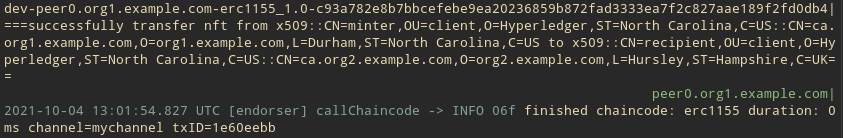 dev-peer0.org1.example.com-erc1155_1.0-c93a782e8b7bbcefebe9ea20236859b872fad3333ea7f2c827aae189f2fd0db4|
===successfully transfer nft from x509::CN=minter,OU=client,O=Hyperledger,ST=North Carolina,C=US::CN=ca.
org1.example.com,O=org1.example.com,L=Durham,ST=North Carolina,C=US to x509::CN=recipient,OU=client,O=Hy
perledger,ST=North Carolina,C=US::CN=ca.org2.example.com,O=org2.example.com,L=Hursley,ST=Hampshire,C=UK=
=
peer0.org1.example.com|
2021-10-04 13:01:54.827 UTC [endorser] callChaincode -> INFO 06f finished chaincode: erc1155 duration: 0
ms channel=mychannel txID=1e60eebb